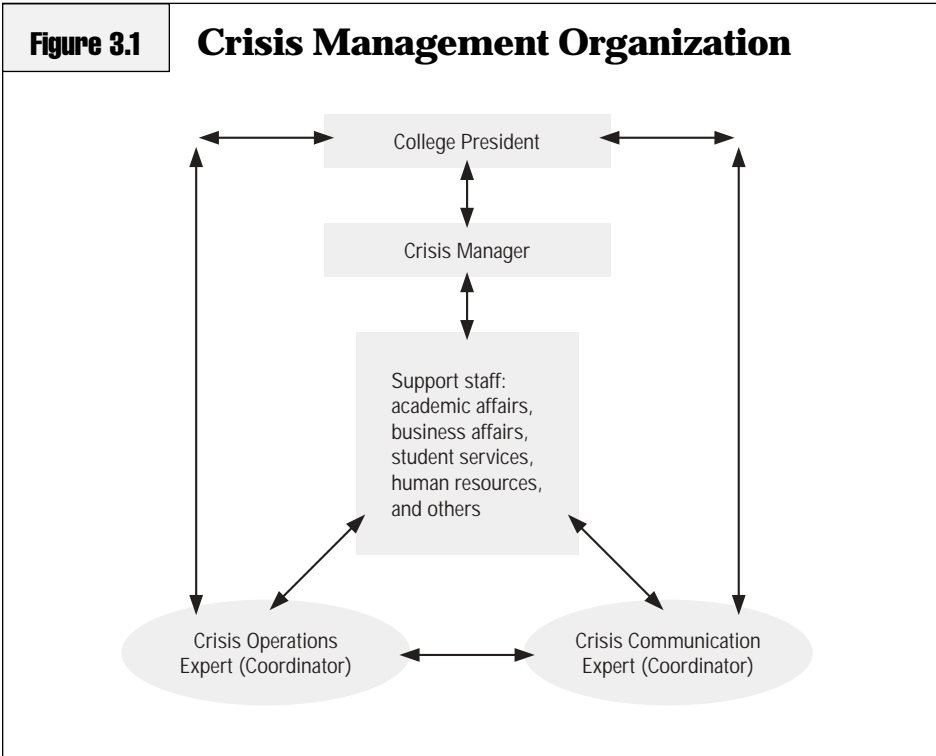 Figure 3.1
Crisis Management Organization
College President
Crisis Manager
Support staff:
academic affairs,
business affairs,
student services,
human resources,
and others
Crisis Operations
Expert (Coordinator)
Crisis Communication
Expert (Coordinator)